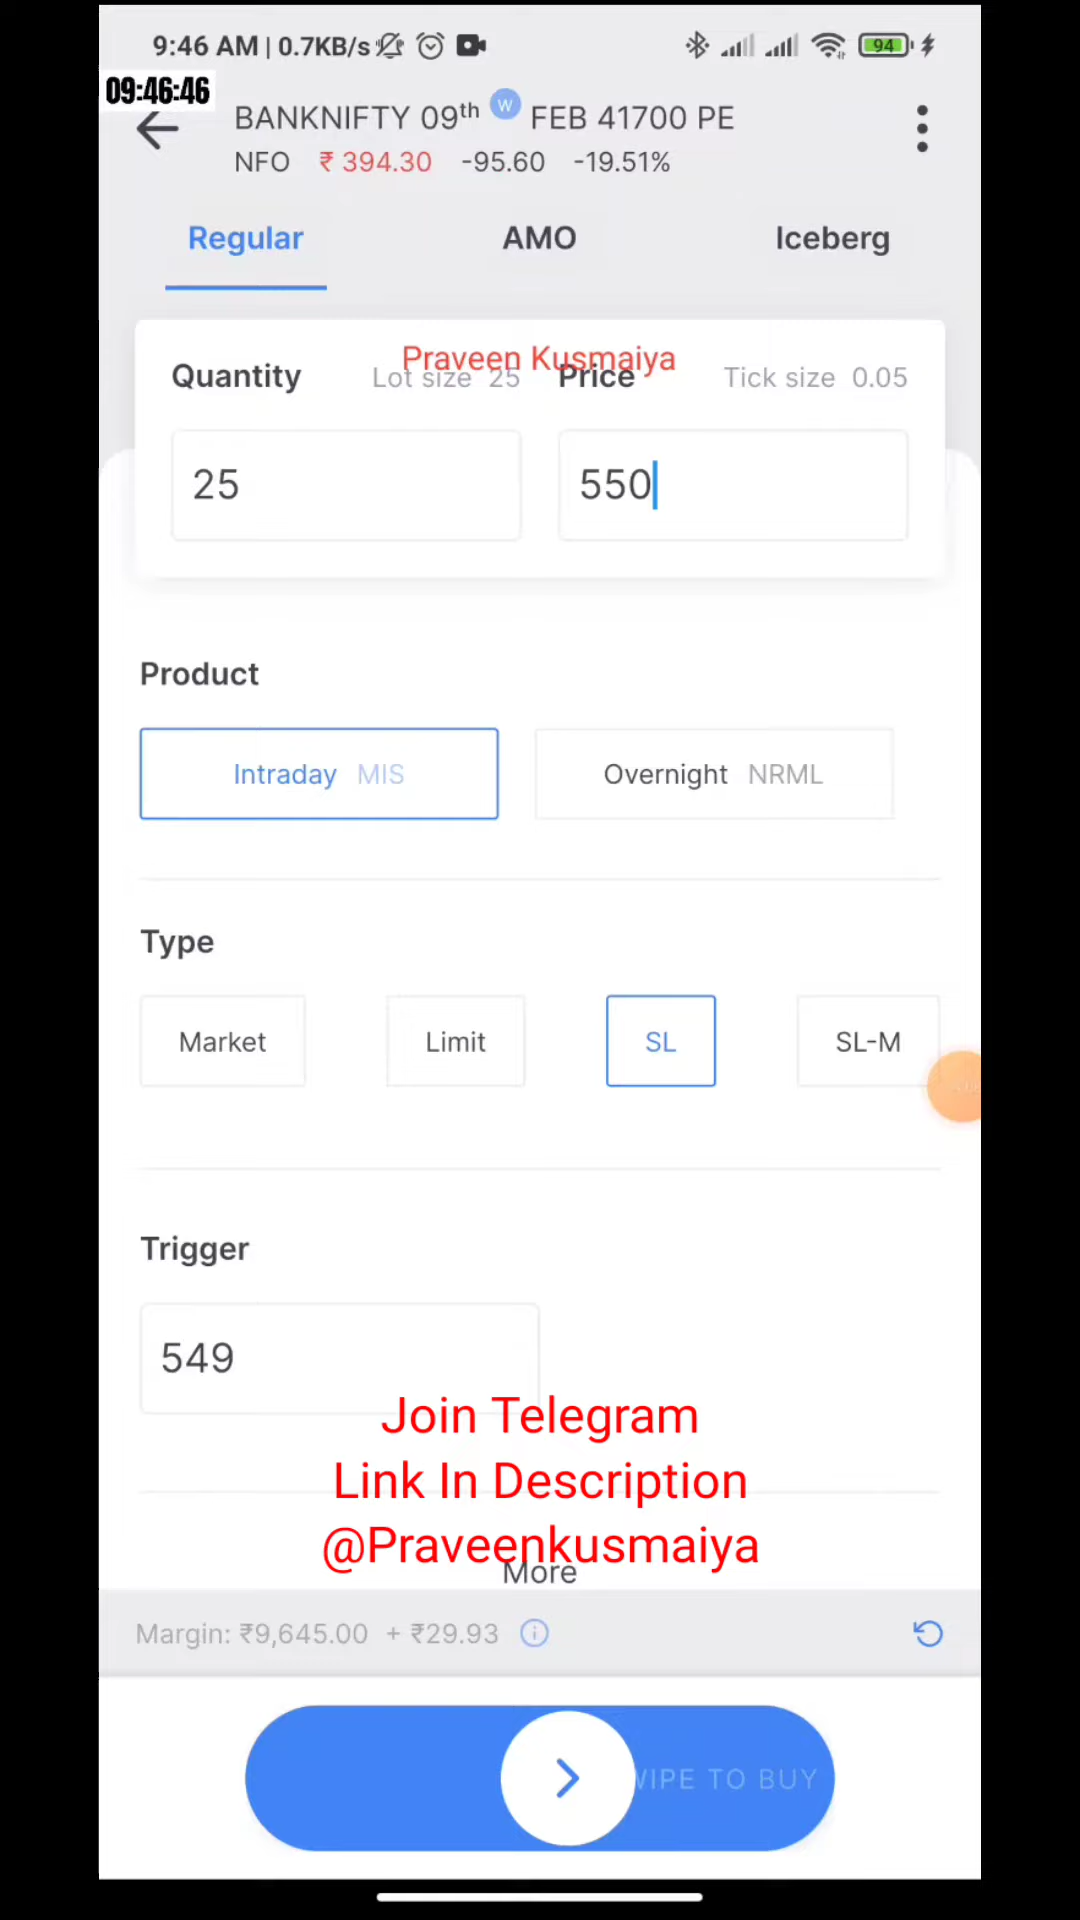 9:46 AM | 0.7KB/s 94
09:46:46
BANKNIFTY 09th W FEB 41700 PE
NFO ₹ 394.30 -95.60 -19.51%
Regular AMO Iceberg
Praveen Kusmaiya
Quantity Lot size 25 Price Tick size 0.05
25 550
Product
Intraday MIS Overnight NRML
Type
Market Limit SL SL-M
Trigger
549
Join Telegram
Link In Description
@Praveenkusmaiya
More
Margin: ₹9,645.00 + ₹29.93
WIPE TO BUY